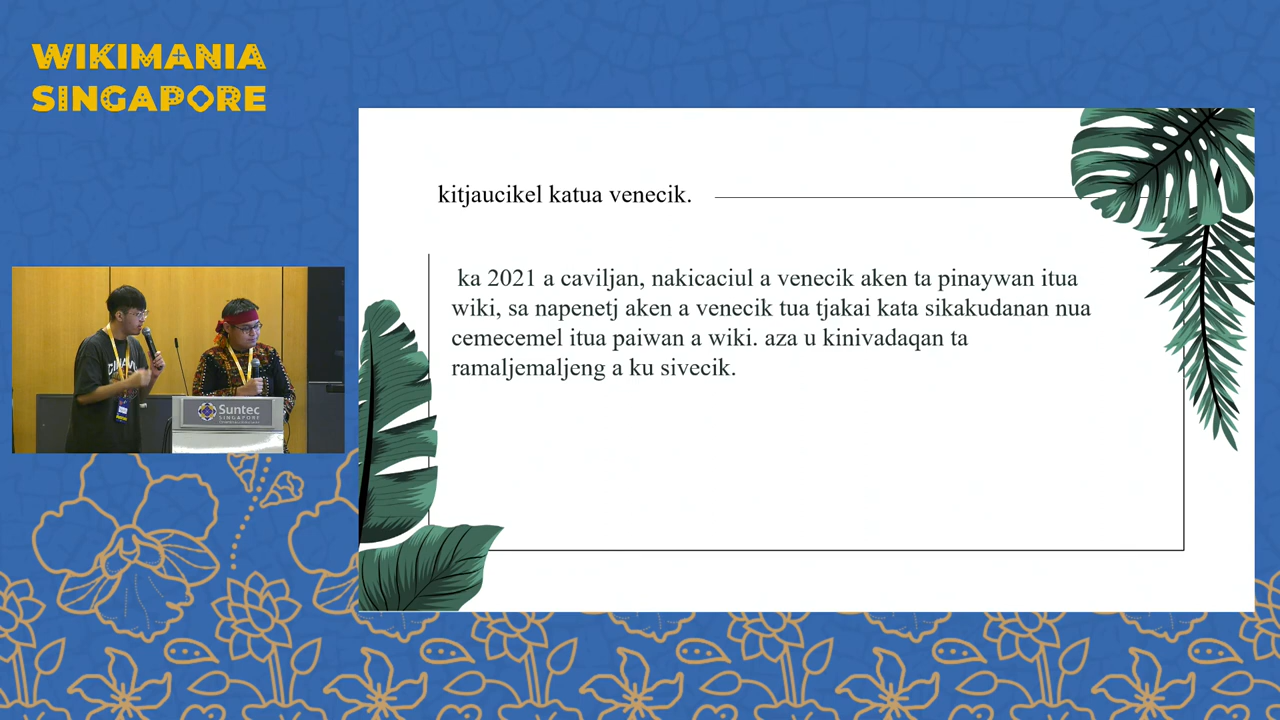 WIKIMANIA
SINGAPORE
kitjaucikel katua venecik.
ka 2021 a caviljan, nakicaciul a venecik aken ta pinaywan itua
wiki, sa napenetj aken a venecik tua tjakai kata sikakudanan nua
cemecemel itua paiwan a wiki. aza u kinivadaqan ta
ramaljemaljeng a ku sivecik.
Suntec
SINGAPORE